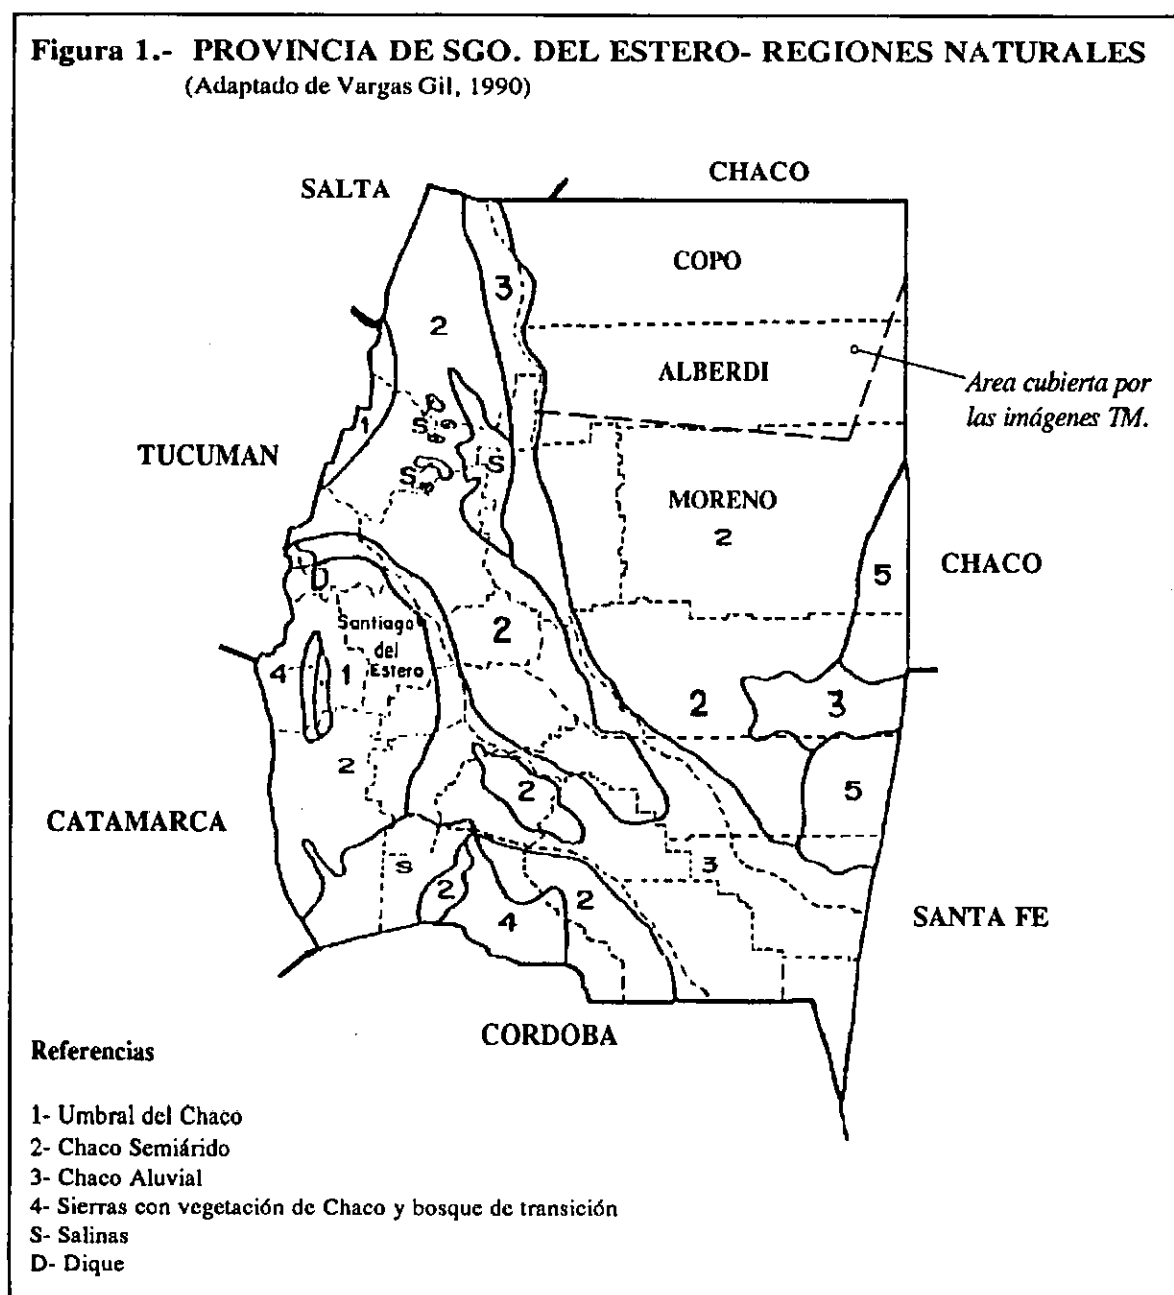 Figura 1.- PROVINCIA DE SGO. DEL ESTERO- REGIONES NATURALES
(Adaptado de Vargas Gil, 1990)
CHACO
SALTA
COPO
3
2
ALBERDI
Area cubierta por
las imágenes TM.
1
S
TUCUMAN
S
S
MORENO
2
CHACO
5
D
Santiago
del
Estero
2
4
1
2
3
2
2
5
CATAMARCA
S
3
2
2
4
SANTA FE
CORDOBA
Referencias
1- Umbral del Chaco
2- Chaco Semiárido
3- Chaco Aluvial
4- Sierras con vegetación de Chaco y bosque de transición
S- Salinas
D- Dique